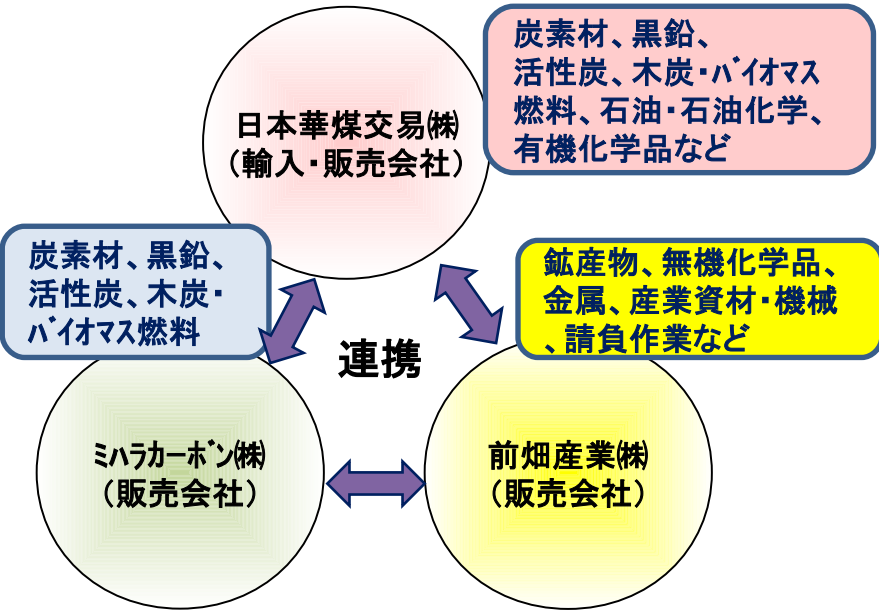 炭素材、黒鉛、
活性炭、木炭・ﾊﾞｲｵﾏｽ
燃料、石油・石油化学、
有機化学品など
日本華煤交易㈱
（輸入・販売会社）
炭素材、黒鉛、
活性炭、木炭・
ﾊﾞｲｵﾏｽ燃料
鉱産物、無機化学品、
金属、産業資材・機械
、請負作業など
連携
ﾐﾊﾗｶｰﾎﾞﾝ㈱
（販売会社）
前畑産業㈱
（販売会社）